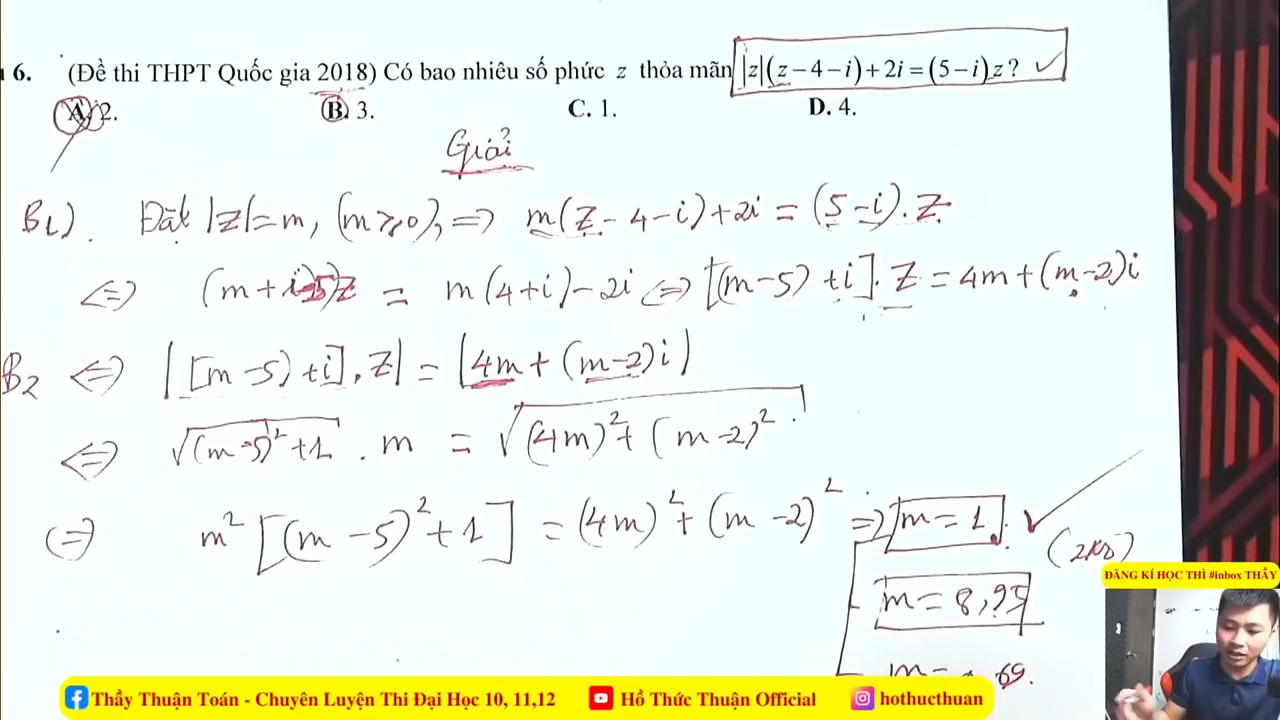 6. (Đề thi THPT Quốc gia 2018) Có bao nhiêu số phức z thỏa mãn |z|(z−4−i)+2i=(5−i)z?
A. 2. B. 3. C. 1. D. 4.
Giải
B1) Đặt |z|=m, (m≥0), => m(z−4−i)+2i = (5−i).z
<=> (m+i-5)z = m(4+i)−2i <=> [(m−5)+i].z = 4m+(m−2)i
B2 <=> |[m−5)+i].z| = |4m+(m−2)i|
<=> √(m−5)²+1 . m = √(4m)²+(m−2)²
<=> m²[(m−5)²+1] = (4m)²+(m−2)² => m=1.
(2Kq)
m=8,95
m=
69.
ĐĂNG KÍ HỌC THÌ #inbox THẦY
Thầy Thuận Toán - Chuyên Luyện Thi Đại Học 10, 11,12 Hồ Thức Thuận Official hothucthuan